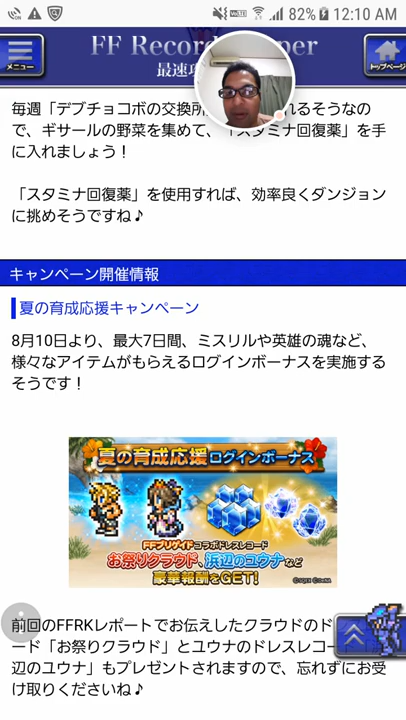 82% 12:10 AM
FF Recor per
メニュー
最速攻
トップページ
毎週「デブチョコボの交換所 れるそうなの
で、ギサールの野菜を集めて、「スタミナ回復薬」を手
に入れましょう！
「スタミナ回復薬」を使用すれば、効率良くダンジョン
に挑めそうですね♪
キャンペーン開催情報
夏の育成応援キャンペーン
8月10日より、最大7日間、ミスリルや英雄の魂など、
様々なアイテムがもらえるログインボーナスを実施する
そうです！
夏の育成応援ログインボーナス
FFブリゲイドコラボドレスレコード
お祭りクラウド、浜辺のユウナなど
豪華報酬をGET!
前回のFFRKレポートでお伝えしたクラウドのド
ード「お祭りクラウド」とユウナのドレスレコー
辺のユウナ」もプレゼントされますので、忘れずにお受
け取りくださいね♪